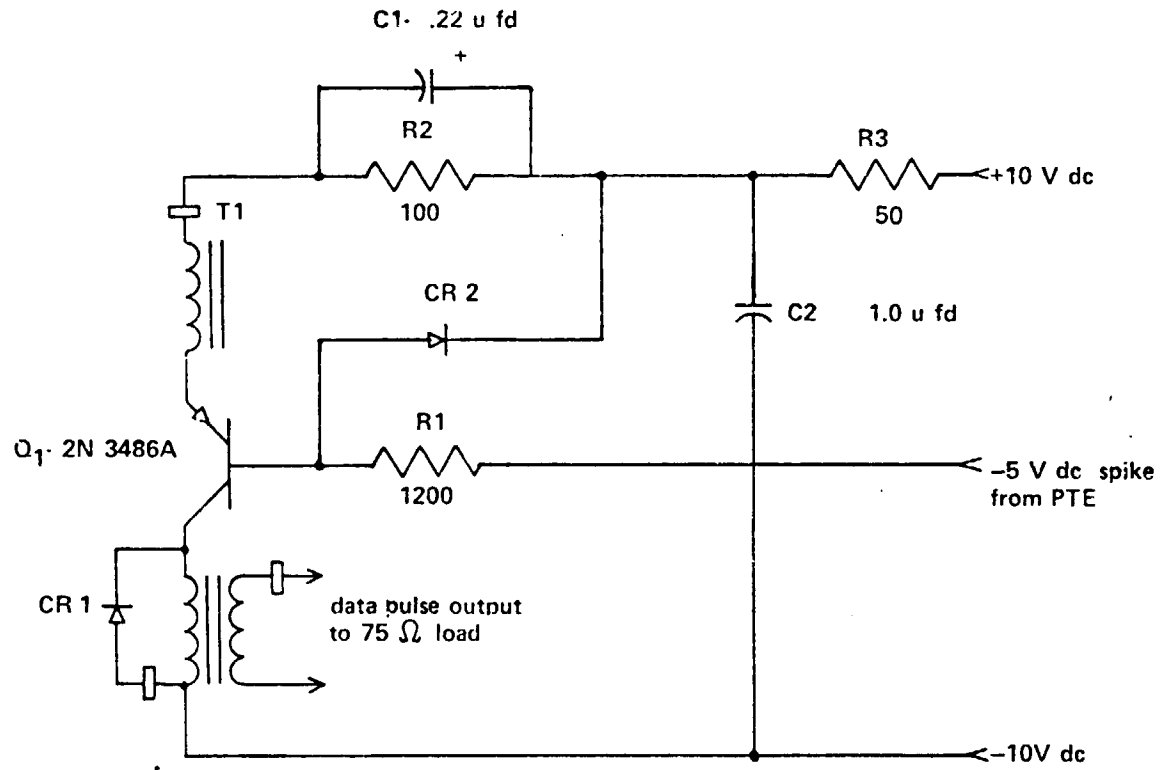 C1· .22 u fd
+
R2
100
R3
50
+10 V dc
T1
CR 2
C2 1.0 u fd
Q1· 2N 3486A
R1
1200
−5 V dc spike
from PTE
CR 1
data pulse output
to 75 Ω load
−10V dc